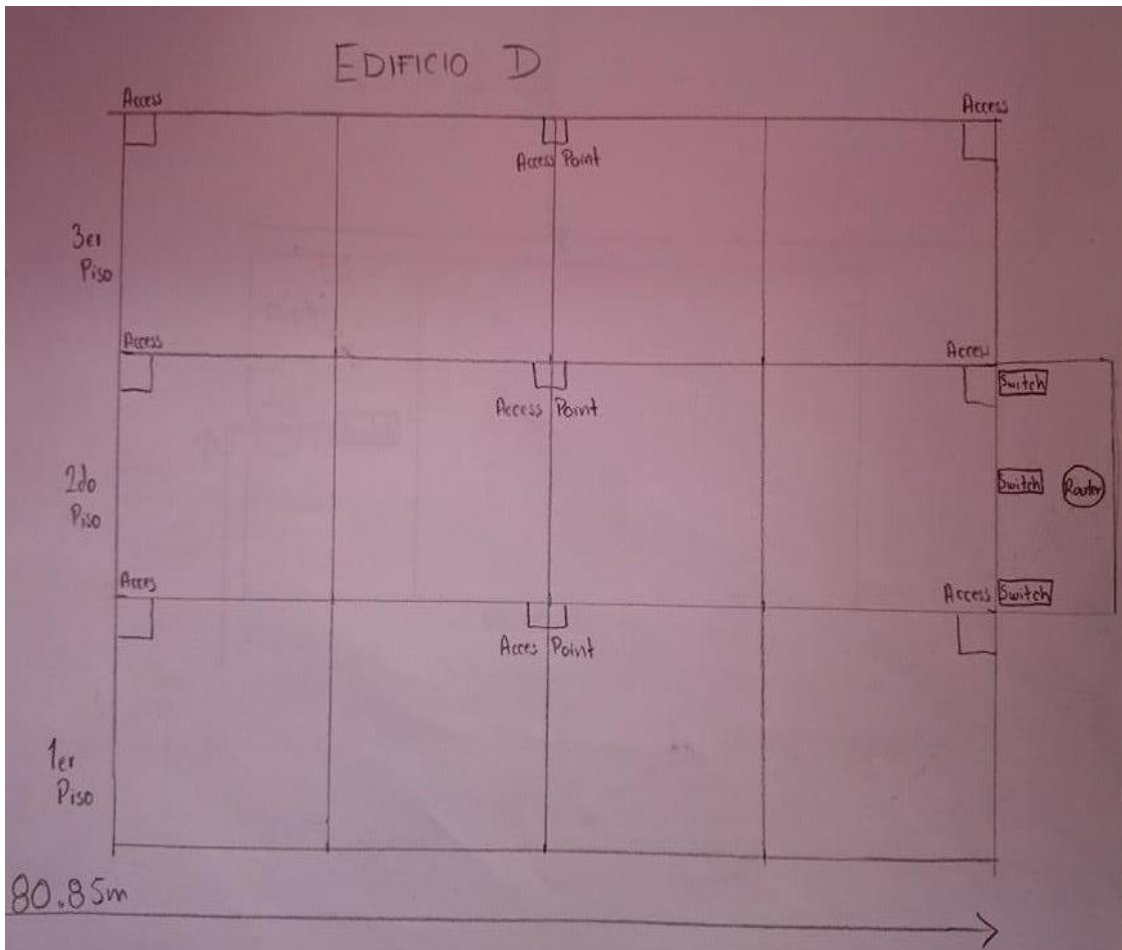 EDIFICIO D
Access
Access
Access Point
3er
Piso
Access
Access
Switch
Access Point
2do
Piso
Switch
Router
Acces
Access
Switch
Acces Point
1er
Piso
80.85m